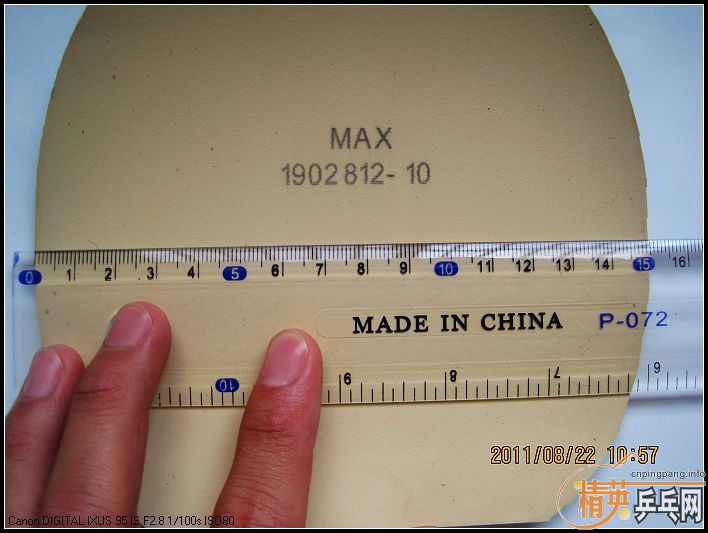 MAX
1902812-10
0 1 2 3 4 5 6 7 8 9 10 11 12 13 14 15 16
MADE IN CHINA P-072
10 9 8 7 6
2011/08/22 10:57
cnpingpang.info
精英乒乓网
Canon DIGITAL IXUS 95 IS F2.8 1/100s ISO80